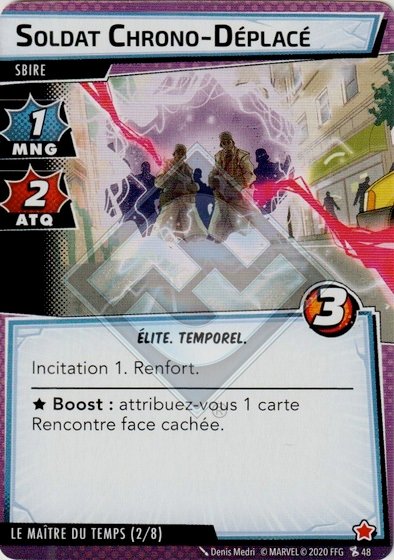 SOLDAT CHRONO-DÉPLACÉ
SBIRE
1
MNG
2
ATQ
3
ÉLITE. TEMPOREL.
Incitation 1. Renfort.
★ Boost : attribuez-vous 1 carte
Rencontre face cachée.
LE MAÎTRE DU TEMPS (2/8)
Denis Medri © MARVEL © 2020 FFG 48